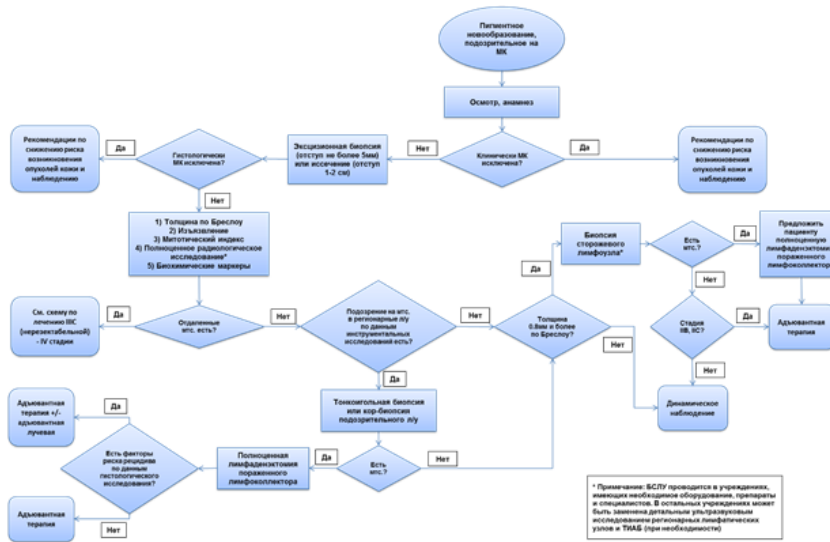 Пигментное
новообразование,
подозрительное на
МК
Осмотр, анамнез
Клинически МК
исключена?
Да
Рекомендации по
снижению риска
возникновения
опухолей кожи и
наблюдению
Нет
Эксцизионная биопсия
(отступ не более 5мм)
или иссечение (отступ
1-2 см)
Гистологически
МК исключена?
Да
Рекомендации по
снижению риска
возникновения
опухолей кожи и
наблюдению
Нет
1) Толщина по Бреслоу
2) Изъязвление
3) Митотический индекс
4) Полноценное радиологическое
исследование*
5) Биохимические маркеры
Отдаленные
мтс. есть?
Да
См. схему по
лечению IIIC
(нерезектабельной)
- IV стадии
Нет
Подозрение на мтс.
в регионарные л/у
по данным
инструментальных
исследований есть?
Нет
Да
Тонкоигольная биопсия
или кор-биопсия
подозрительного л/у
Есть
мтс.?
Нет
Да
Полноценная
лимфаденэктомия
пораженного
лимфоколлектора
Есть факторы
риска рецидива
по данным
гистологического
исследования?
Да
Адъювантная
терапия +/-
адъювантная
лучевая
Нет
Адъювантная
терапия
Толщина
0.8мм и более
по Бреслоу?
Да
Биопсия
сторожевого
лимфоузла*
Есть
мтс.?
Да
Предложить
пациенту
полноценную
лимфаденэктомию
пораженного
лимфоколлектора
Нет
Стадия
IIB, IIC?
Да
Адъювантная
терапия
Нет
Нет
Динамическое
наблюдение
* Примечание: БСЛУ проводится в учреждениях,
имеющих необходимое оборудование, препараты
и специалистов. В остальных учреждениях может
быть заменена детальным ультразвуковым
исследованием регионарных лимфатических
узлов и ТИАБ (при необходимости)